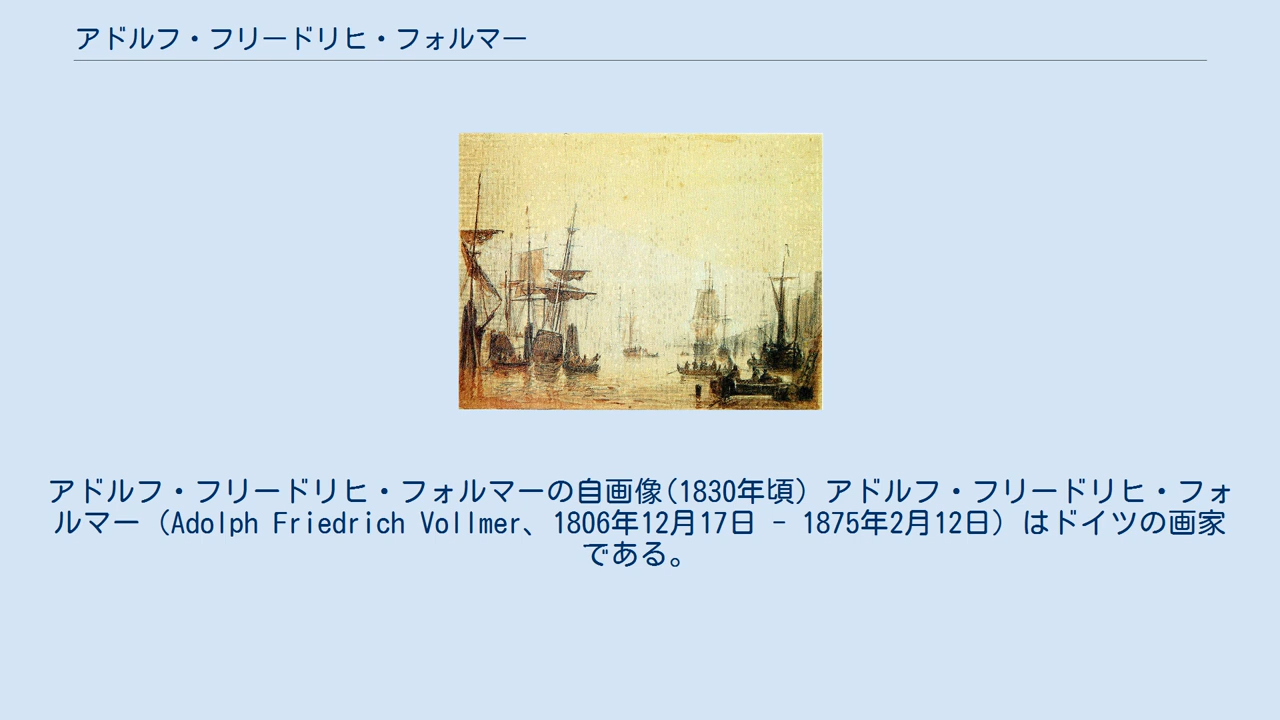 アドルフ・フリードリヒ・フォルマー
アドルフ・フリードリヒ・フォルマーの自画像(1830年頃) アドルフ・フリードリヒ・フォ
ルマー (Adolph Friedrich Vollmer、1806年12月17日 - 1875年2月12日) はドイツの画家
である。